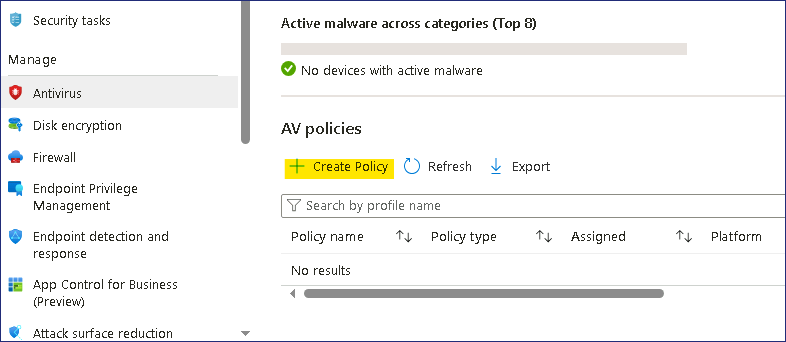 Security tasks
Manage
Antivirus
Disk encryption
Firewall
Endpoint Privilege
Management
Endpoint detection and
response
App Control for Business
(Preview)
Attack surface reduction
Active malware across categories (Top 8)
No devices with active malware
AV policies
Create Policy Refresh Export
Search by profile name
Policy name Policy type Assigned Platform
No results